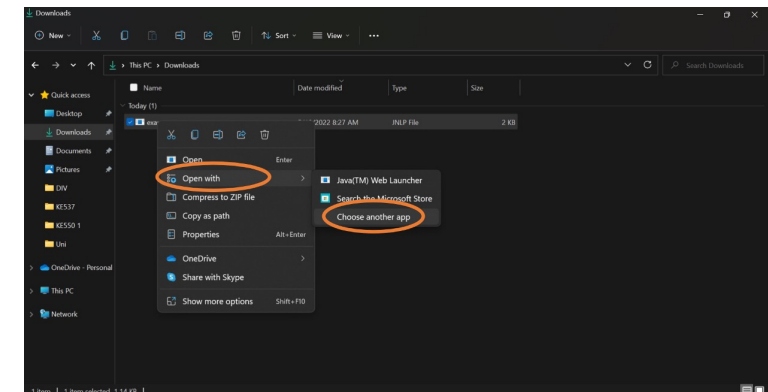 Downloads
New
Sort
View
This PC > Downloads
Search Downloads
Name
Date modified
Type
Size
Quick access
Today (1)
Desktop
2022 8:27 AM
JNLP File
2 KB
Downloads
Documents
Pictures
DIV
KE537
KE550 1
Uni
OneDrive - Personal
This PC
Network
Open
Enter
Open with
Compress to ZIP file
Copy as path
Properties
Alt+Enter
OneDrive
Share with Skype
Show more options
Shift+F10
Java(TM) Web Launcher
Search the Microsoft Store
Choose another app
1 item
1 item selected 1.14 KB